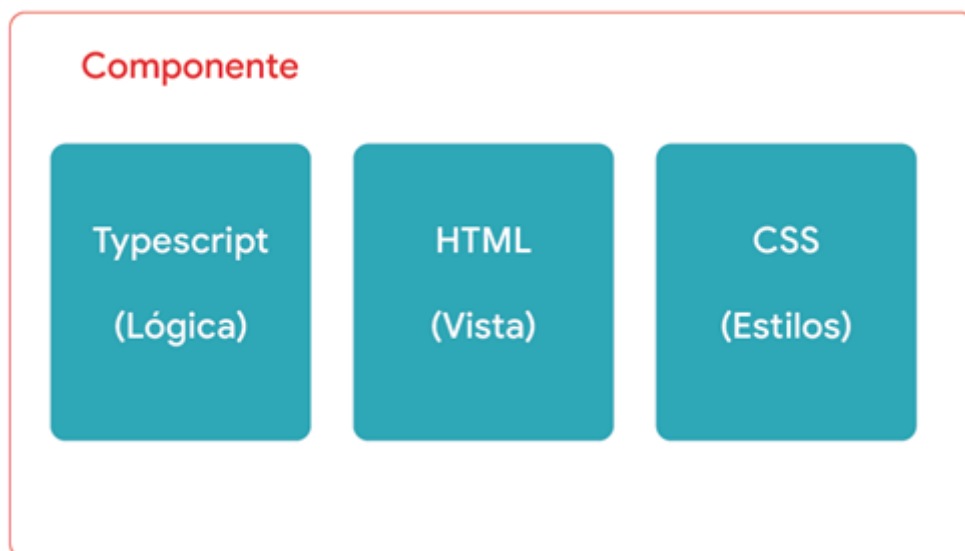 Componente
Typescript
(Lógica)
HTML
(Vista)
CSS
(Estilos)